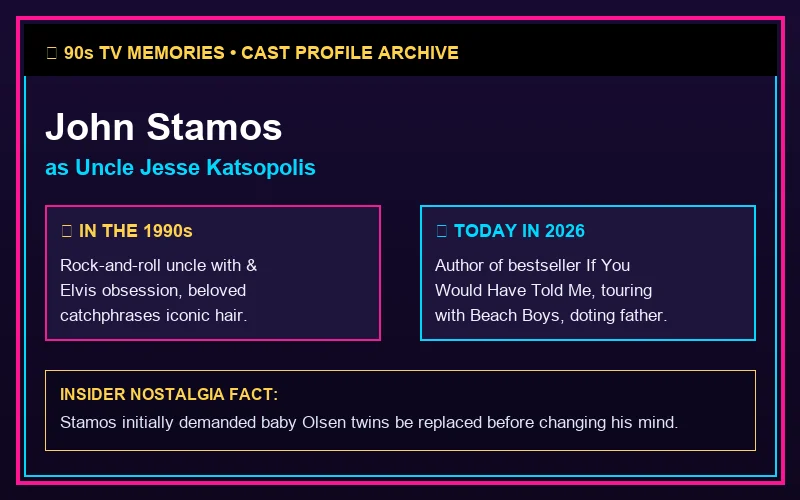 90s TV MEMORIES • CAST PROFILE ARCHIVE
John Stamos
as Uncle Jesse Katsopolis
IN THE 1990s
Rock-and-roll uncle with &
Elvis obsession, beloved
catchphrases iconic hair.
TODAY IN 2026
Author of bestseller If You
Would Have Told Me, touring
with Beach Boys, doting father.
INSIDER NOSTALGIA FACT:
Stamos initially demanded baby Olsen twins be replaced before changing his mind.